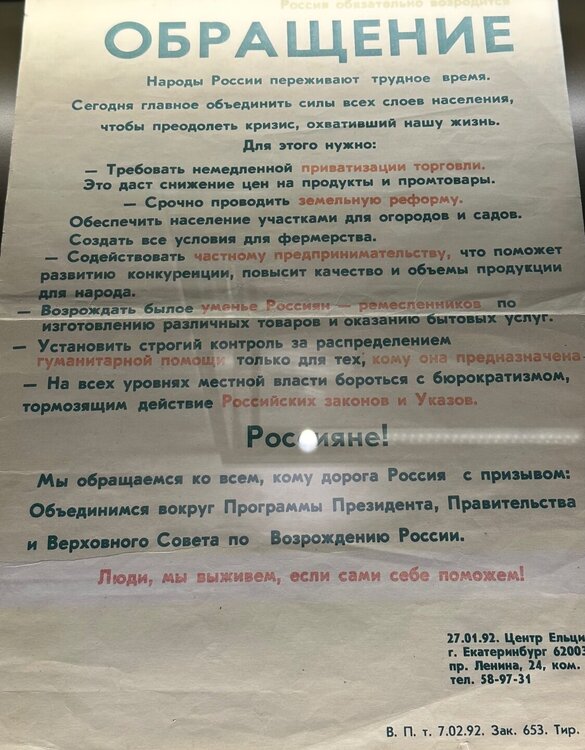 Россия обязательно возродится
ОБРАЩЕНИЕ
Народы России переживают трудное время.
Сегодня главное объединить силы всех слоев населения,
чтобы преодолеть кризис, охвативший нашу жизнь.
Для этого нужно:
— Требовать немедленной приватизации торговли.
Это даст снижение цен на продукты и промтовары.
— Срочно проводить земельную реформу.
Обеспечить население участками для огородов и садов.
Создать все условия для фермерства.
— Содействовать частному предпринимательству, что поможет
развитию конкуренции, повысит качество и объемы продукции
для народа.
— Возрождать былое уменье Россиян — ремесленников по
изготовлению различных товаров и оказанию бытовых услуг.
— Установить строгий контроль за распределением
гуманитарной помощи только для тех, кому она предназначена
— На всех уровнях местной власти бороться с бюрократизмом,
тормозящим действие Российских законов и Указов.
Россияне!
Мы обращаемся ко всем, кому дорога Россия с призывом:
Объединимся вокруг Программы Президента, Правительства
и Верховного Совета по Возрождению России.
Люди, мы выживем, если сами себе поможем!
27.01.92. Центр Ельци
г. Екатеринбург 62003
пр. Ленина, 24, ком.
тел. 58-97-31
В. П. т. 7.02.92. Зак. 653. Тир.